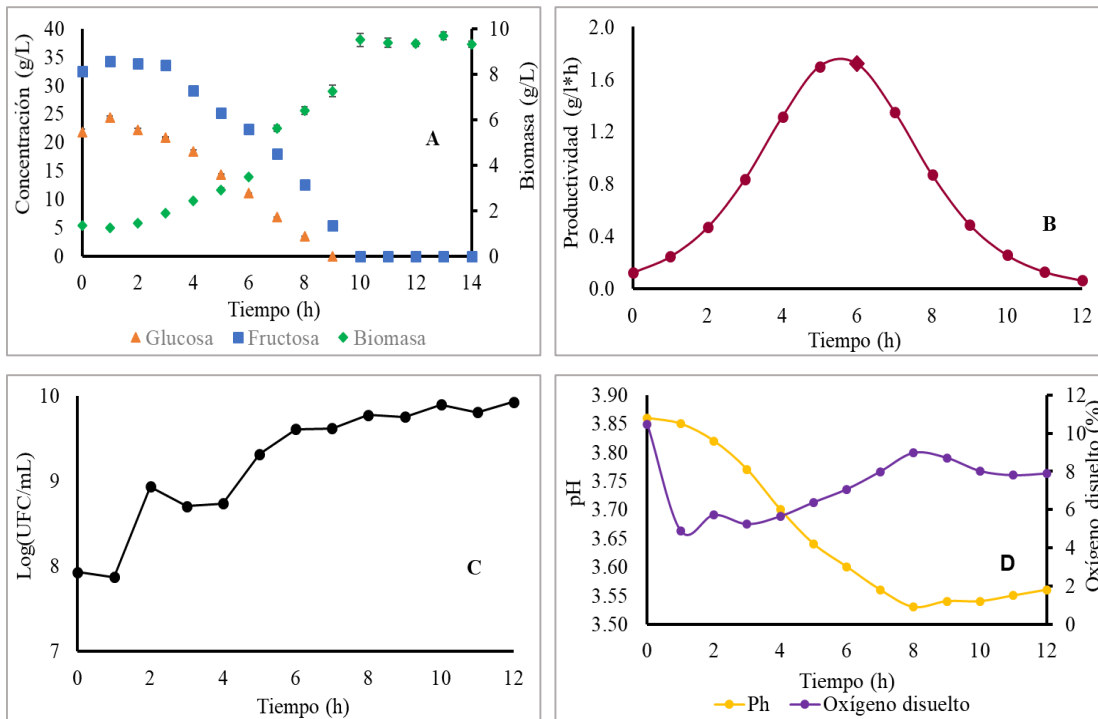 Concentración (g/L)
40
35
30
25
20
15
10
5
0
10
8
6
4
2
0
Biomasa (g/L)
A
0 2 4 6 8 10 12 14
Tiempo (h)
Glucosa Fructosa Biomasa
Productividad (g/l*h)
2.0
1.6
1.2
0.8
0.4
0.0
B
0 2 4 6 8 10 12
Tiempo (h)
Log(UFC/mL)
10
9
8
7
C
0 2 4 6 8 10 12
Tiempo (h)
pH
3.90
3.85
3.80
3.75
3.70
3.65
3.60
3.55
3.50
12
10
8
6
4
2
0
Oxígeno disuelto (%)
D
0 2 4 6 8 10 12
Tiempo (h)
Ph Oxígeno disuelto